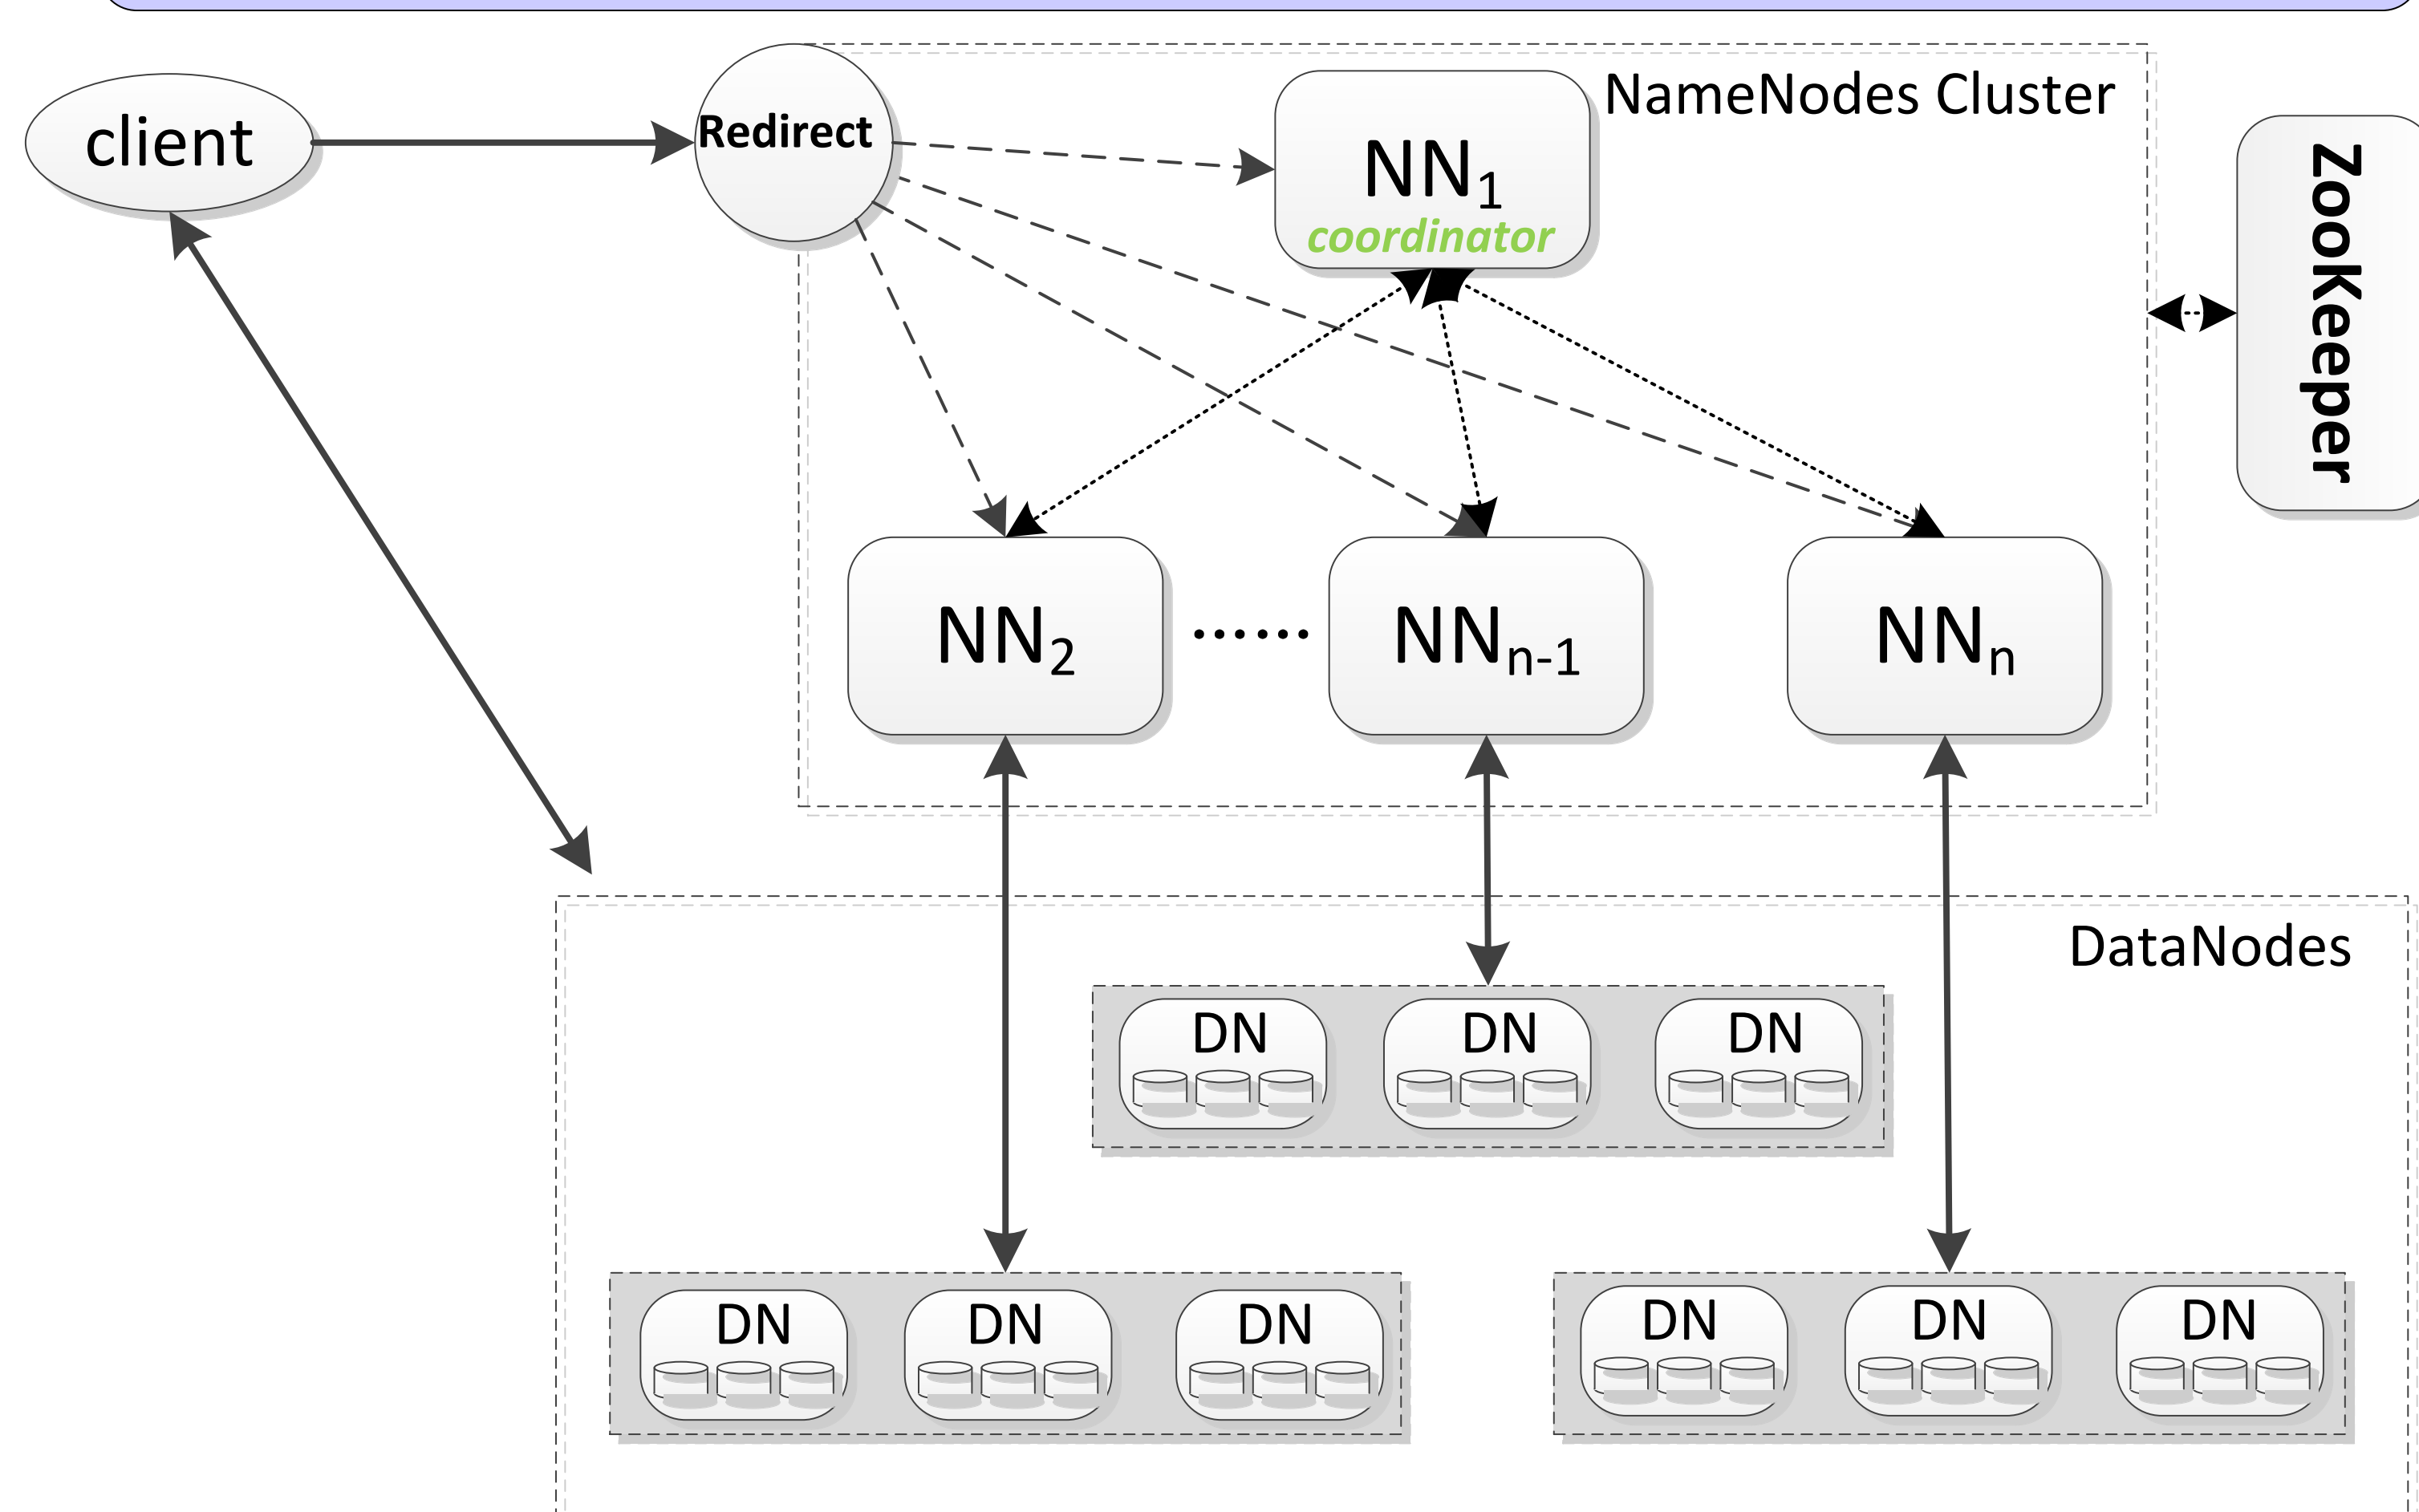 client
Redirect
NN1
coordinator
NameNodes Cluster
ZooKeeper
NN2
......
NNn-1
NNn
DataNodes
DN DN DN
DN DN DN
DN DN DN